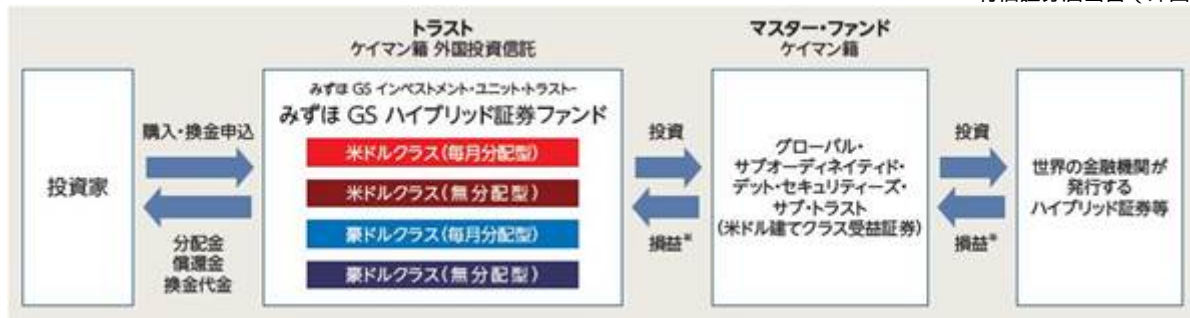 トラスト
ケイマン籍 外国投資信託
マスター・ファンド
ケイマン籍
投資家
購入・換金申込
分配金
償還金
換金代金
みずほ GS インベストメント・ユニット・トラスト-
みずほ GS ハイブリッド証券ファンド
米ドルクラス(毎月分配型)
米ドルクラス(無分配型)
豪ドルクラス(毎月分配型)
豪ドルクラス(無分配型)
投資
損益※
グローバル・
サブオーディネイティド・
デット・セキュリティーズ・
サブ・トラスト
(米ドル建てクラス受益証券)
投資
損益※
世界の金融機関が
発行する
ハイブリッド証券等